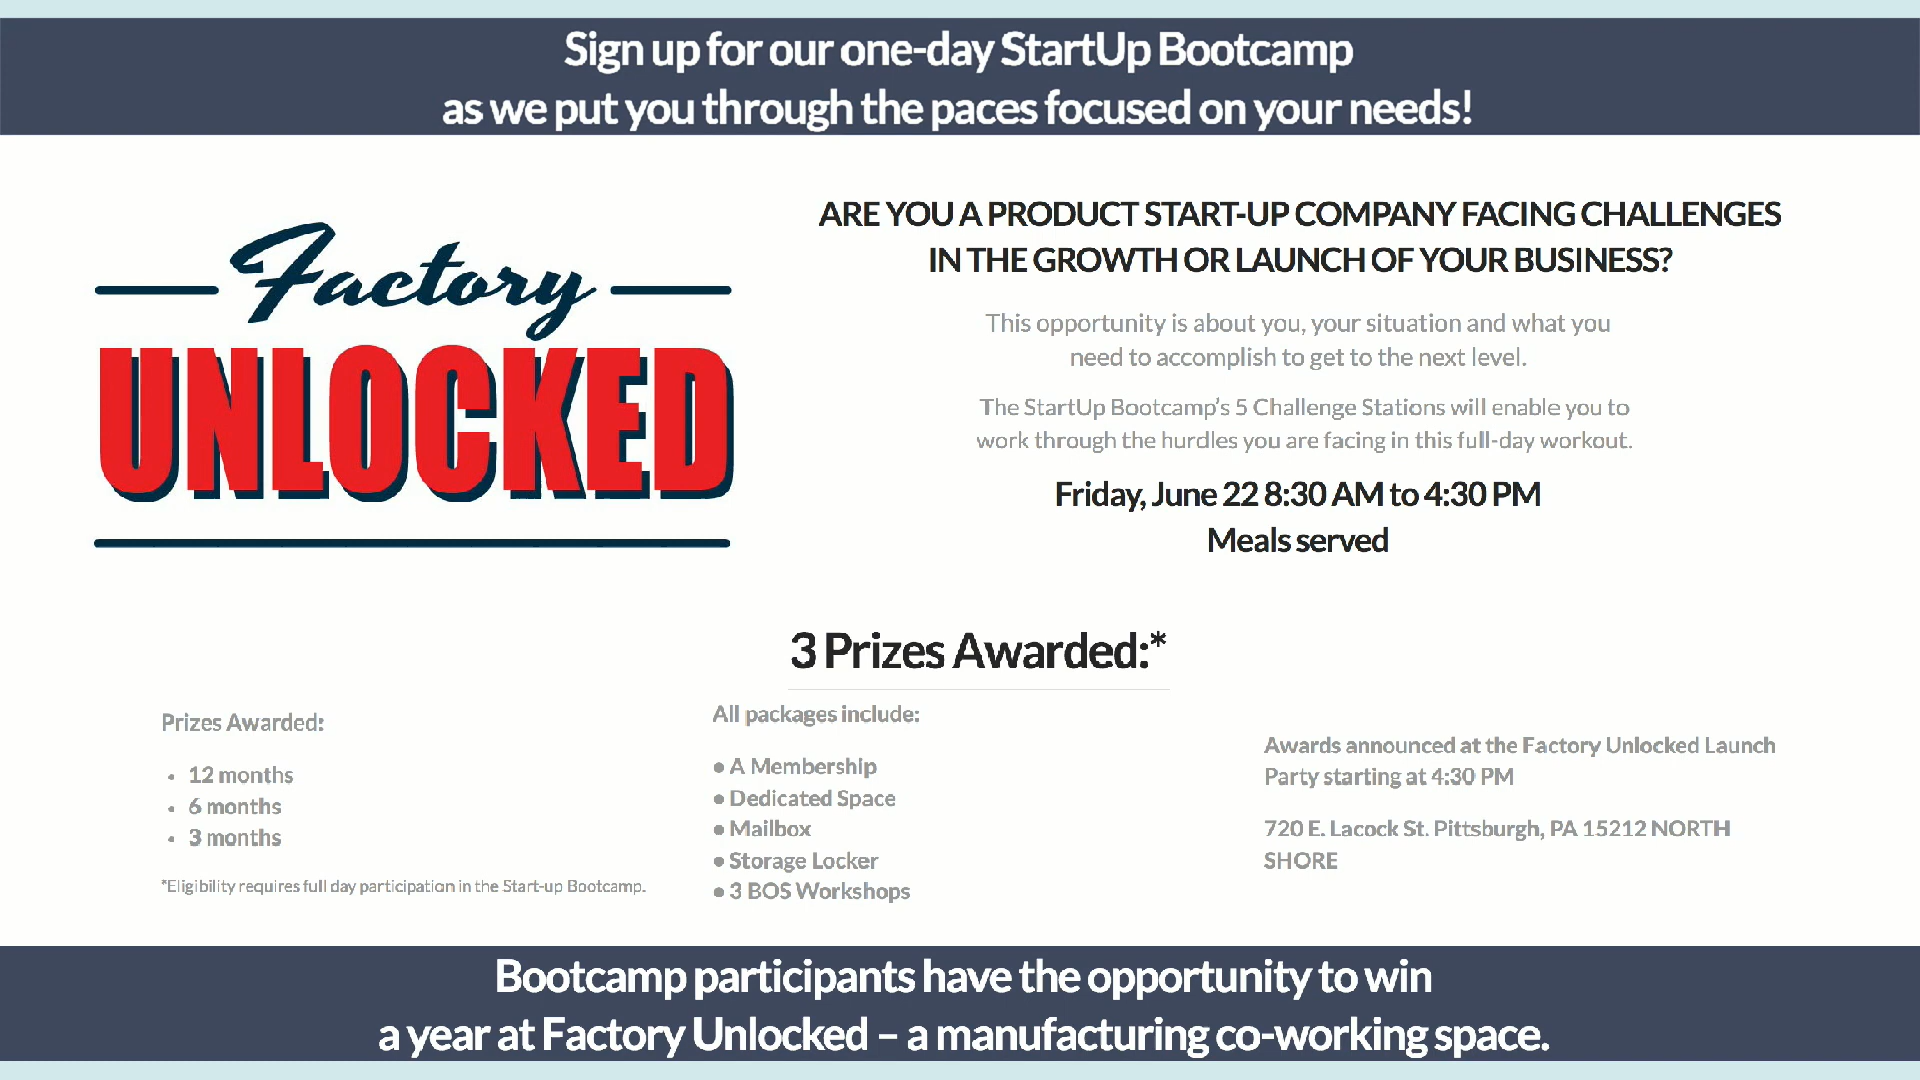 Sign up for our one-day StartUp Bootcamp
as we put you through the paces focused on your needs!
Factory
UNLOCKED
ARE YOU A PRODUCT START-UP COMPANY FACING CHALLENGES
IN THE GROWTH OR LAUNCH OF YOUR BUSINESS?
This opportunity is about you, your situation and what you
need to accomplish to get to the next level.
The StartUp Bootcamp's 5 Challenge Stations will enable you to
work through the hurdles you are facing in this full-day workout.
Friday, June 22 8:30 AM to 4:30 PM
Meals served
3 Prizes Awarded:*
Prizes Awarded:
• 12 months
• 6 months
• 3 months
*Eligibility requires full day participation in the Start-up Bootcamp.
All packages include:
● A Membership
● Dedicated Space
● Mailbox
● Storage Locker
● 3 BOS Workshops
Awards announced at the Factory Unlocked Launch
Party starting at 4:30 PM
720 E. Lacock St. Pittsburgh, PA 15212 NORTH
SHORE
Bootcamp participants have the opportunity to win
a year at Factory Unlocked – a manufacturing co-working space.